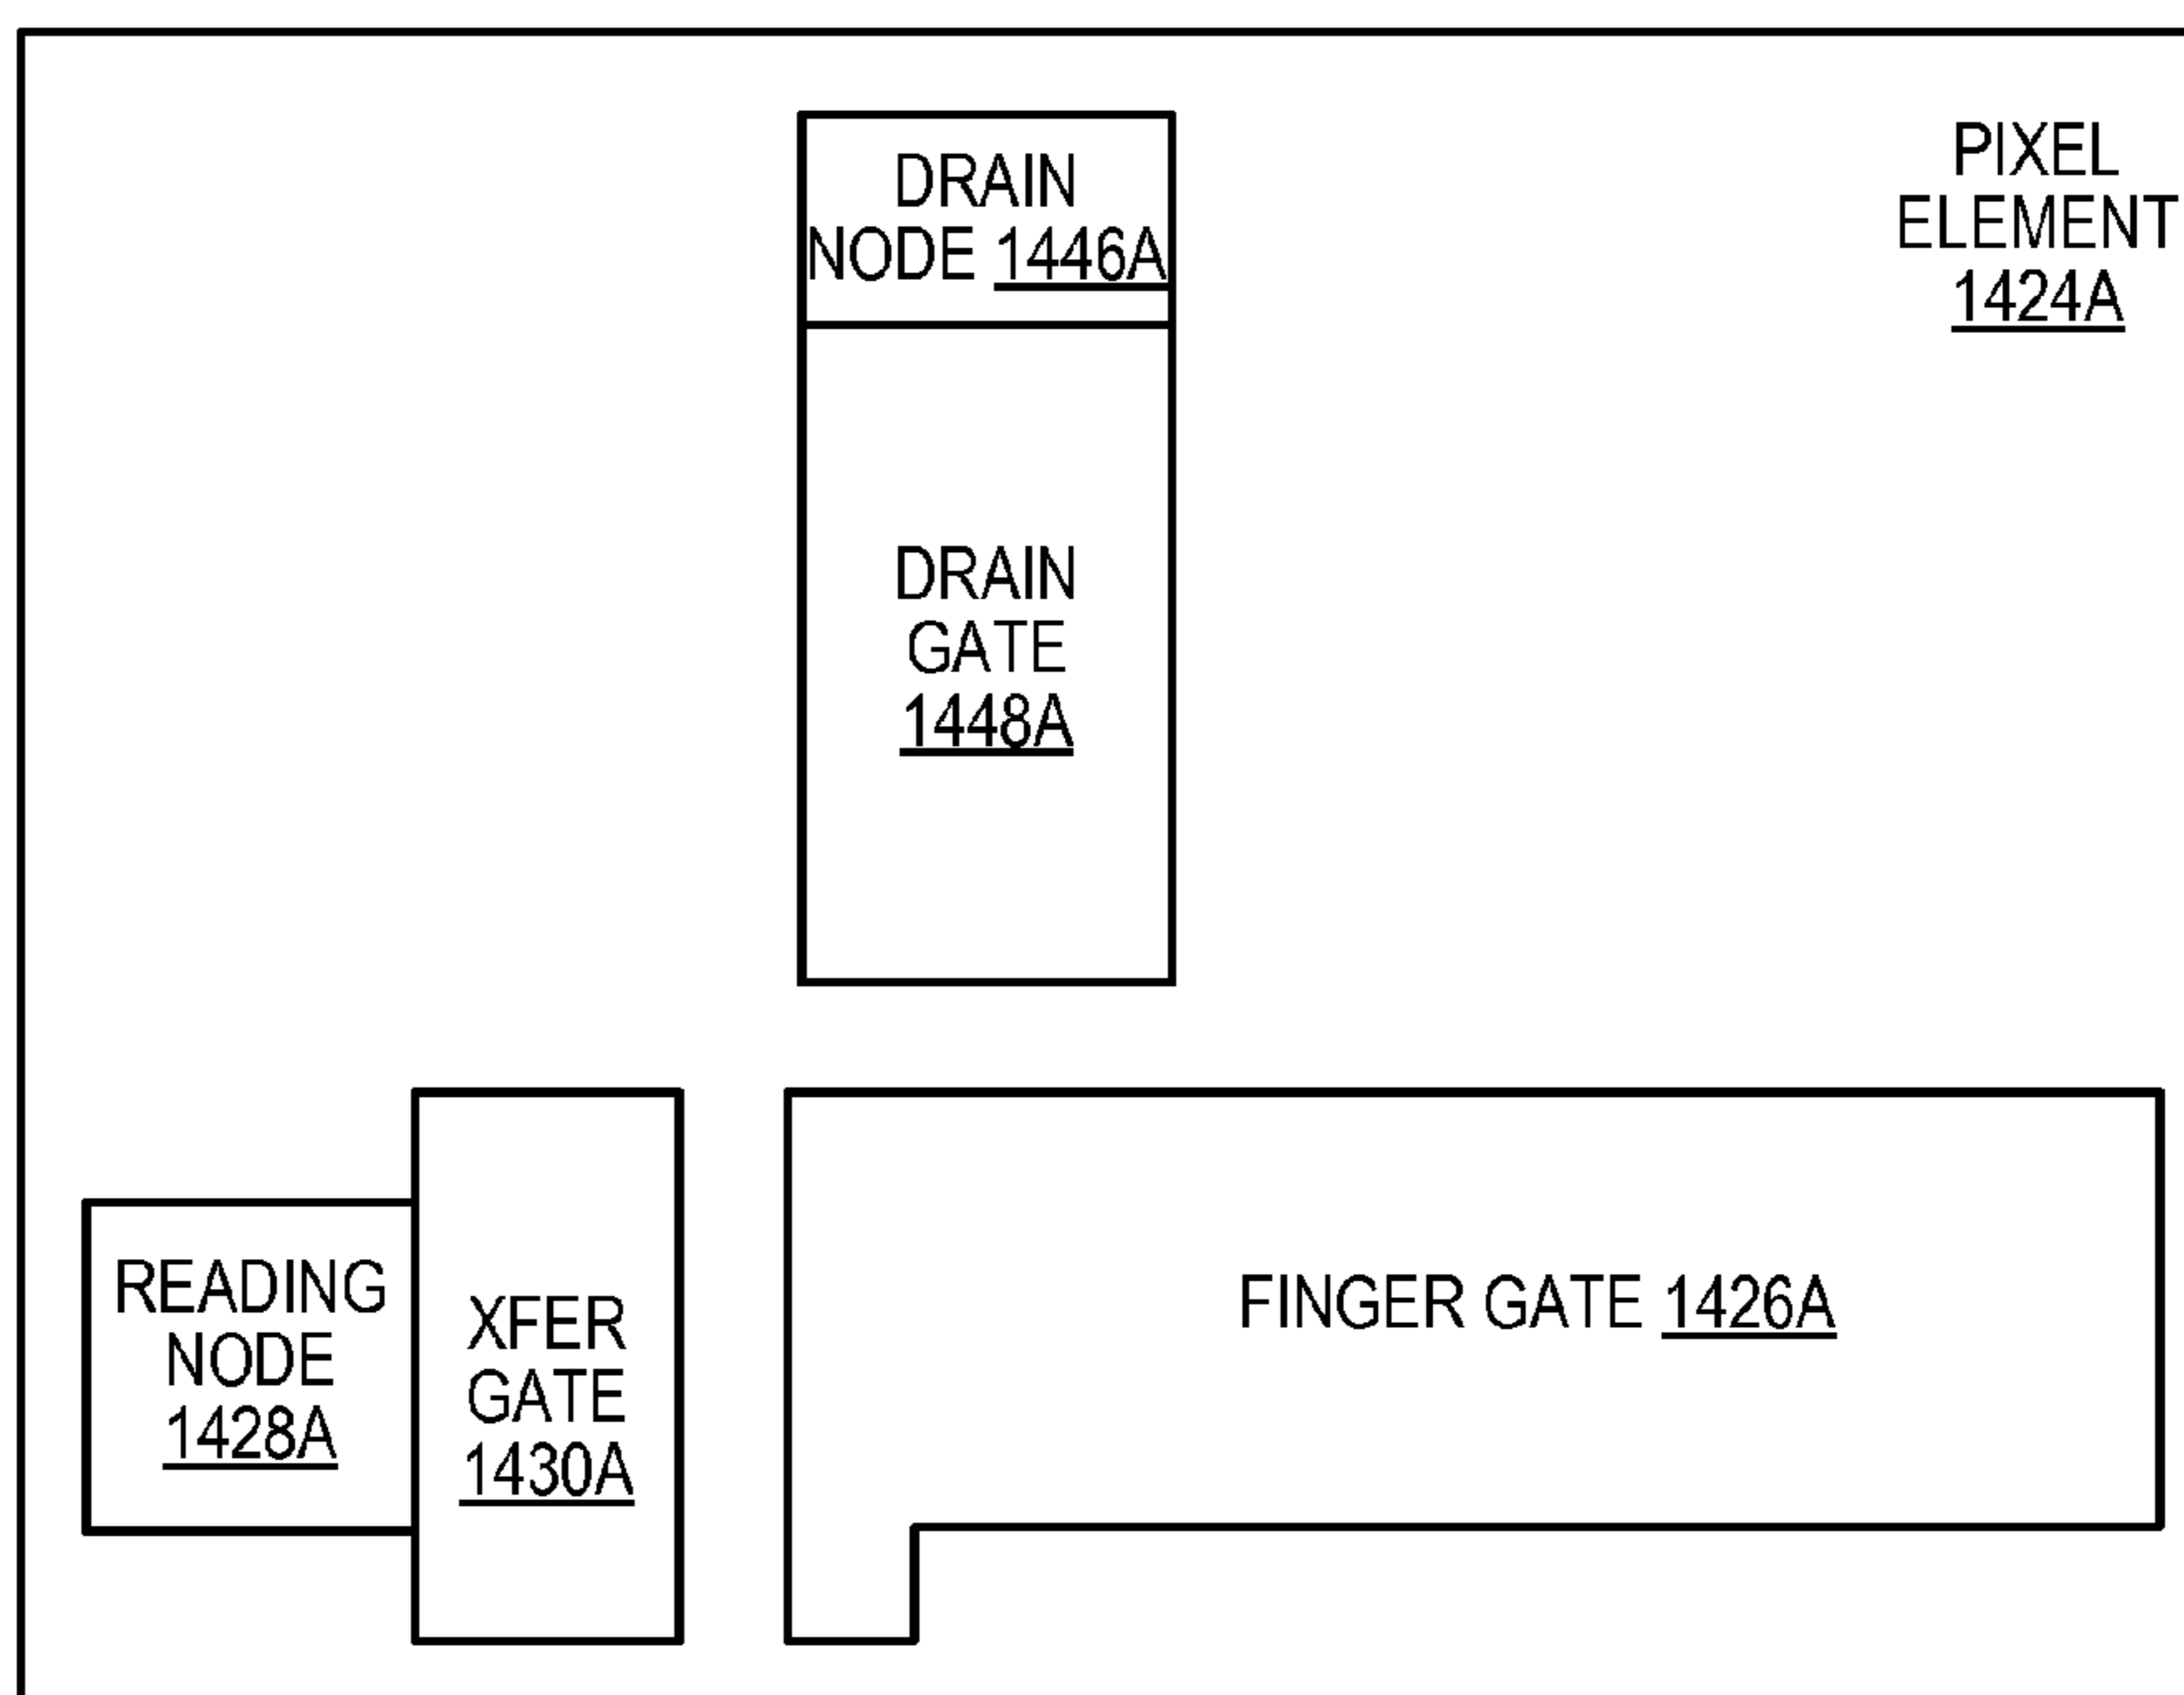 DRAIN
NODE 1446A
PIXEL
ELEMENT
1424A
DRAIN
GATE
1448A
READING
NODE
1428A
XFER
GATE
1430A
FINGER GATE 1426A